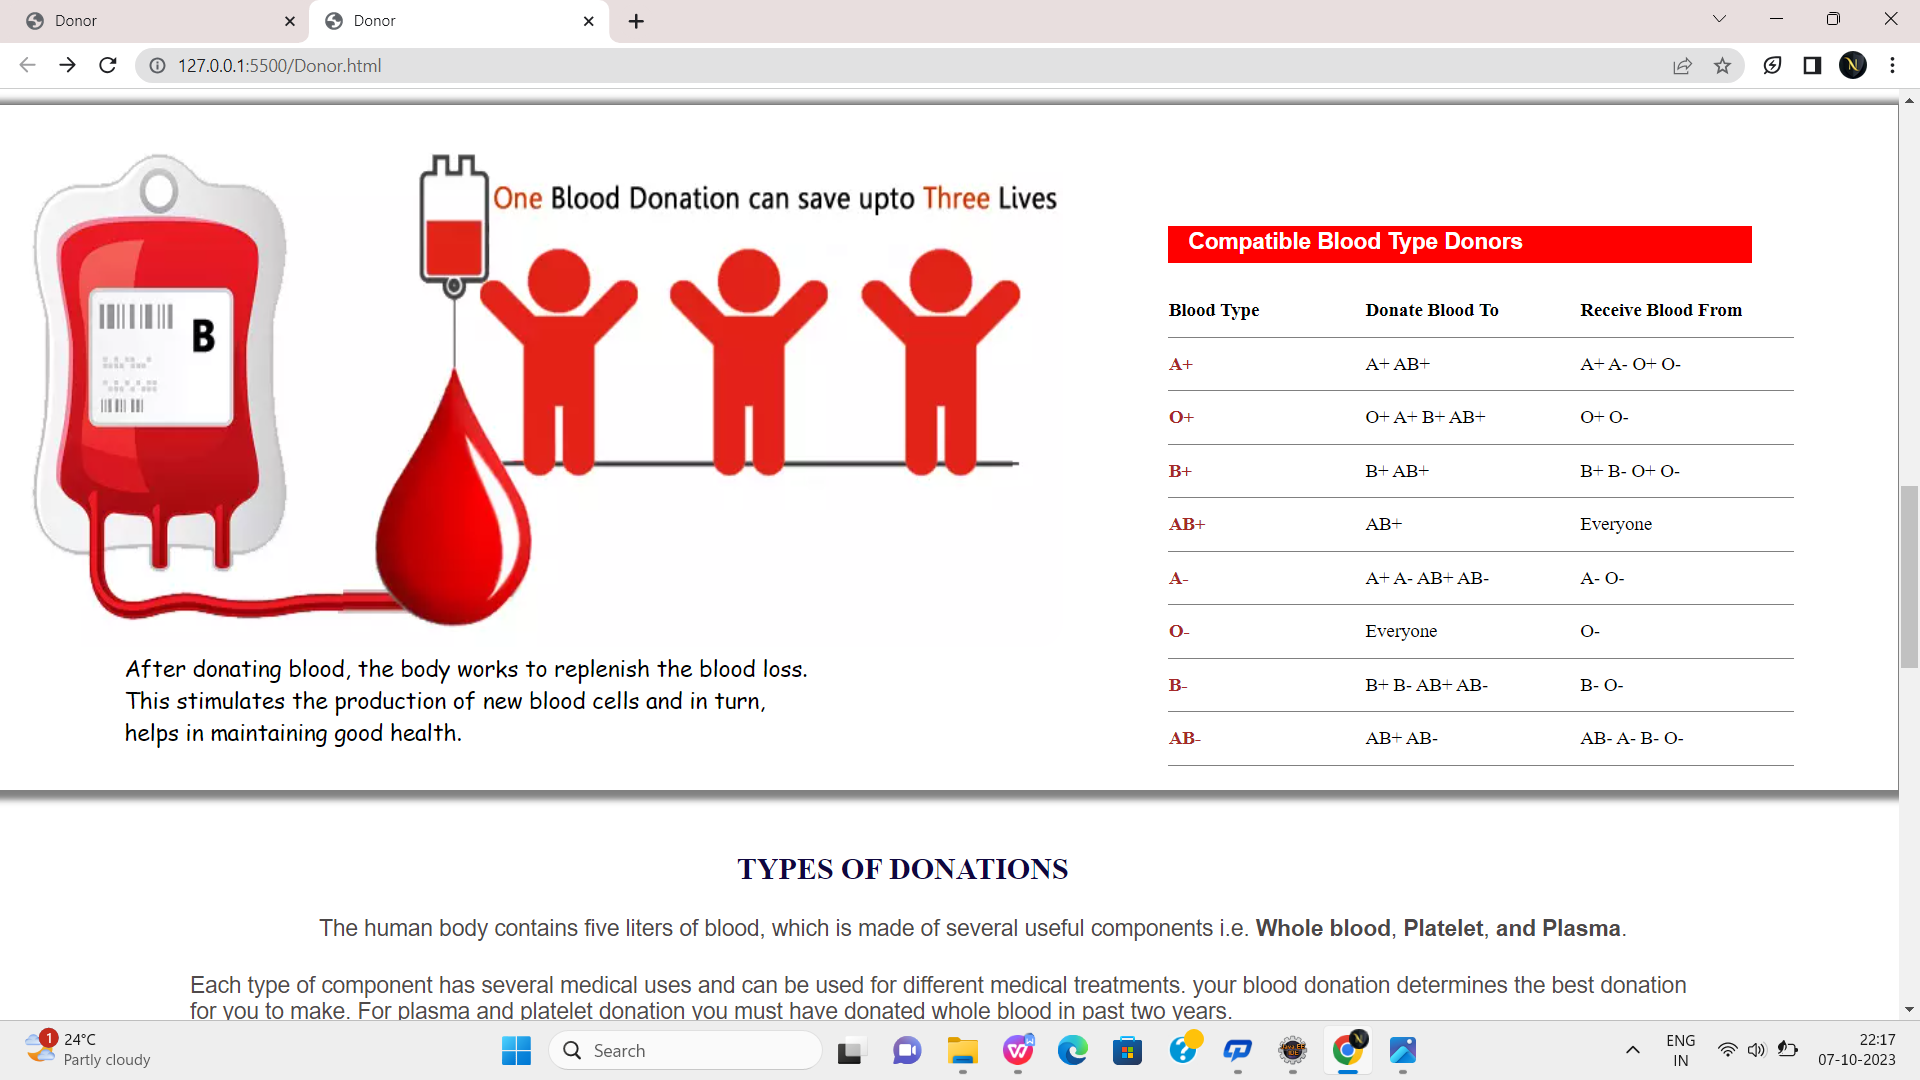 Donor
Donor
127.0.0.1:5500/Donor.html
N
One Blood Donation can save upto Three Lives
B
Compatible Blood Type Donors
Blood Type Donate Blood To Receive Blood From
A+ A+ AB+ A+ A- O+ O-
O+ O+ A+ B+ AB+ O+ O-
B+ B+ AB+ B+ B- O+ O-
AB+ AB+ Everyone
A- A+ A- AB+ AB- A- O-
O- Everyone O-
B- B+ B- AB+ AB- B- O-
AB- AB+ AB- AB- A- B- O-
After donating blood, the body works to replenish the blood loss.
This stimulates the production of new blood cells and in turn,
helps in maintaining good health.
TYPES OF DONATIONS
The human body contains five liters of blood, which is made of several useful components i.e. Whole blood, Platelet, and Plasma.
Each type of component has several medical uses and can be used for different medical treatments. your blood donation determines the best donation
for you to make. For plasma and platelet donation you must have donated whole blood in past two years.
1
24°C
Partly cloudy
Search
ENG
IN
22:17
07-10-2023